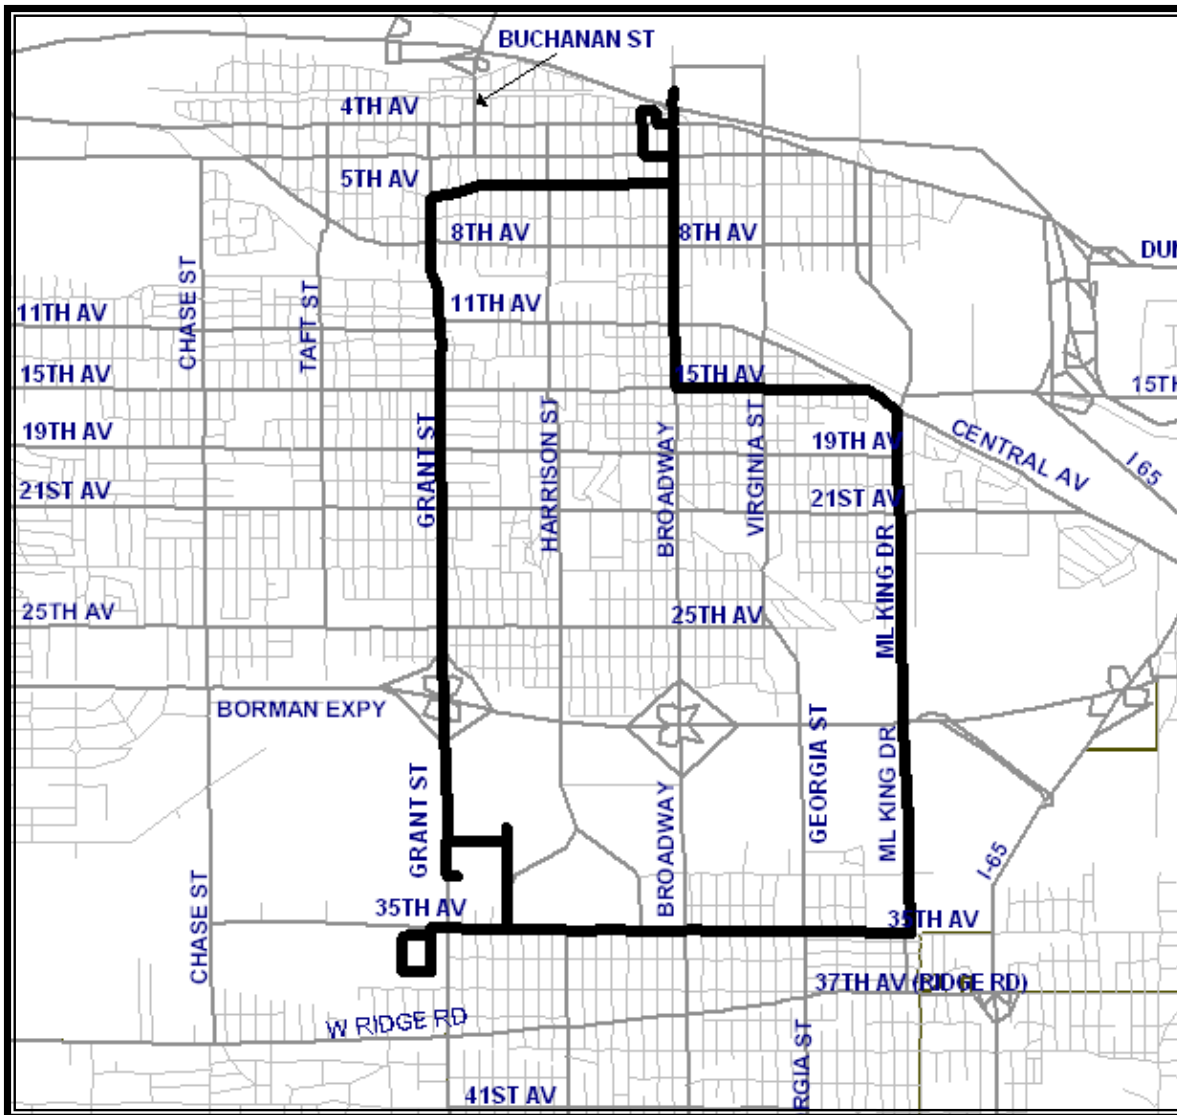 BUCHANAN ST
4TH AV
5TH AV
8TH AV
8TH AV
DUN
CHASE ST
TAFT ST
11TH AV
11TH AV
15TH AV
15TH AV
15TH
19TH AV
GRANT ST
HARRISON ST
BROADWAY
VIRGINIA ST
19TH AV
CENTRAL AV
I 65
21ST AV
21ST AV
ML KING DR
25TH AV
25TH AV
BORMAN EXPY
GEORGIA ST
GRANT ST
BROADWAY
ML KING DR
I-65
CHASE ST
35TH AV
35TH AV
37TH AV (RIDGE RD)
W RIDGE RD
RGIA ST
41ST AV